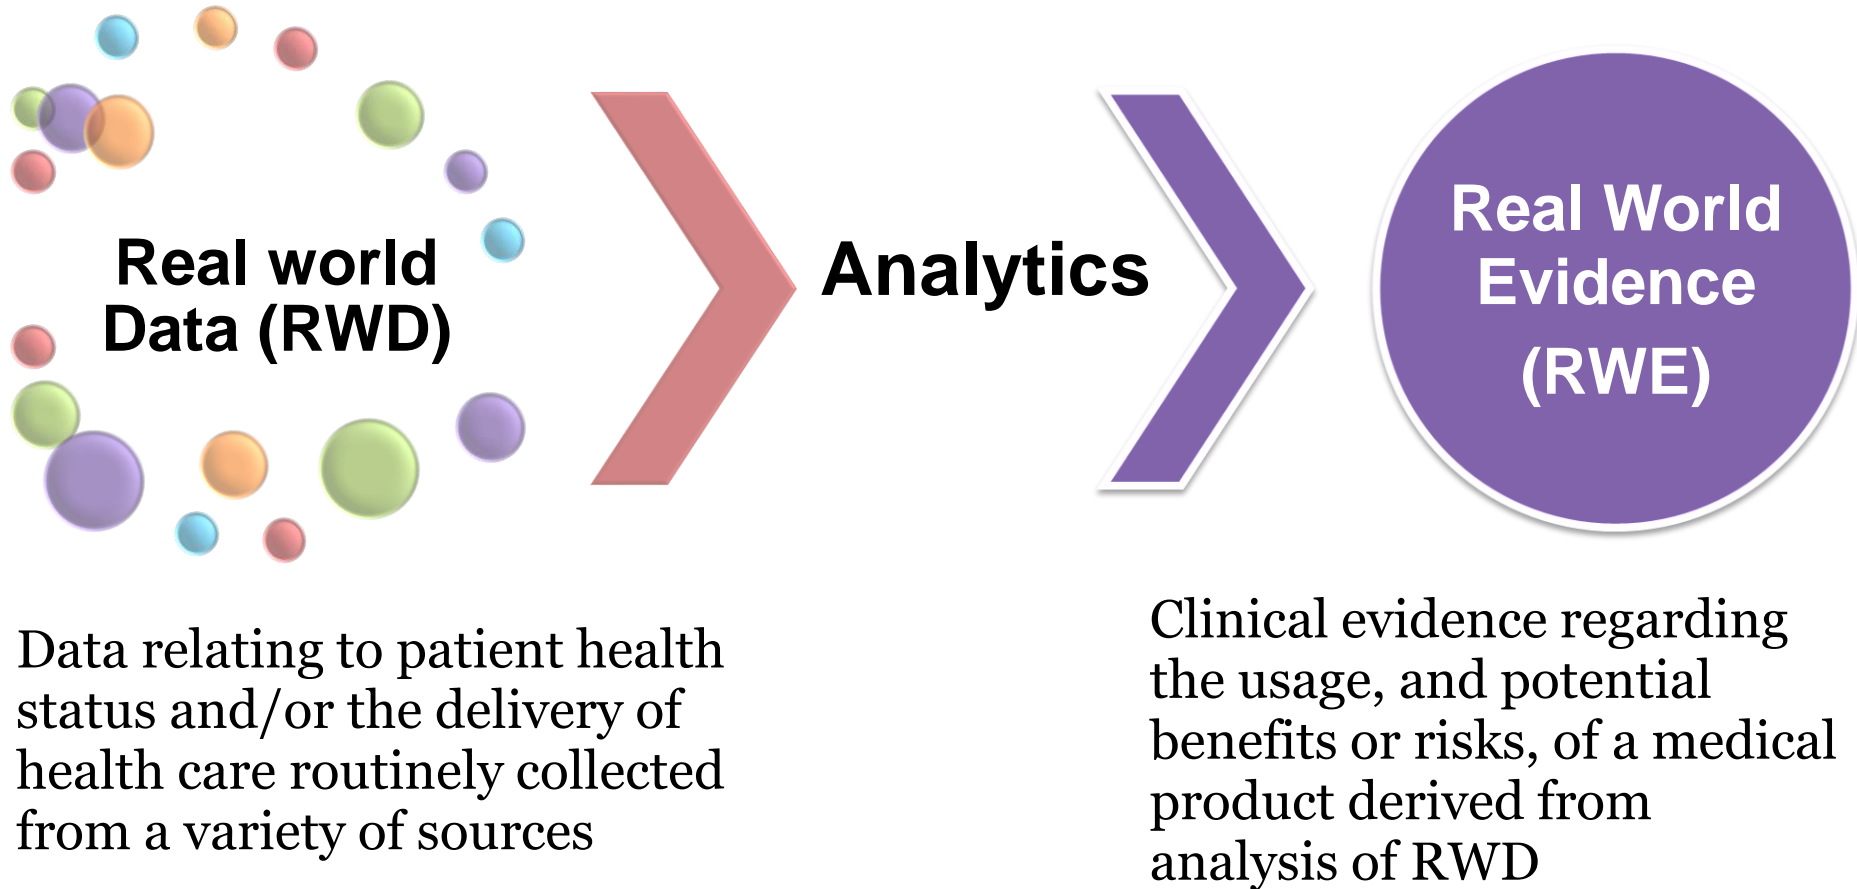 Real world
Data (RWD)
Analytics
Real World
Evidence
(RWE)
Data relating to patient health
status and/or the delivery of
health care routinely collected
from a variety of sources
Clinical evidence regarding
the usage, and potential
benefits or risks, of a medical
product derived from
analysis of RWD